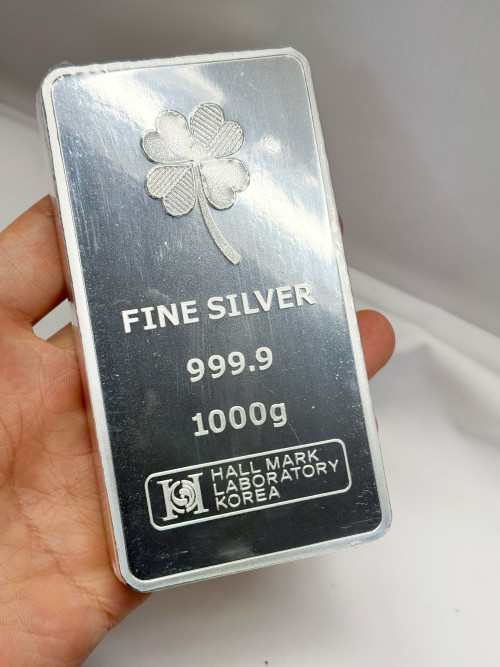 FINE SILVER
999.9
1000g
HALL MARK
LABORATORY
KOREA